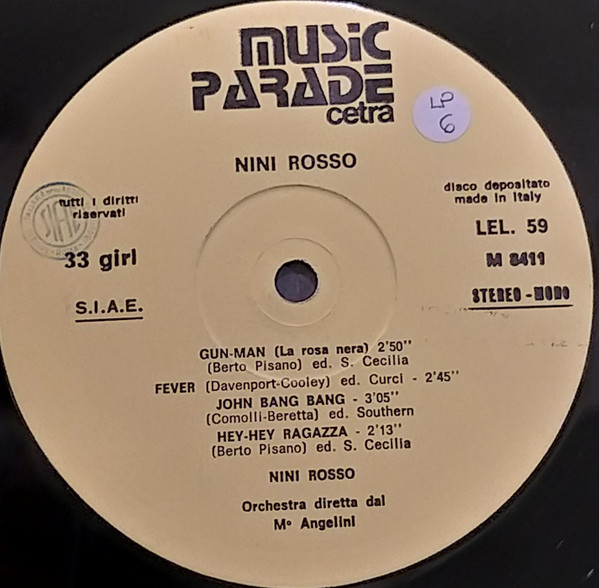 MUSIC
PARADE
cetra
LP
6
NINI ROSSO
tutti i diritti
riservati
disco depositato
made in Italy
SIAE
LEL. 59
33 girl
M 8411
S.I.A.E.
STEREO-MONO
GUN-MAN (La rosa nera) 2'50''
(Berto Pisano) ed. S. Cecilia
FEVER (Davenport-Cooley) ed. Curci - 2'45''
JOHN BANG BANG - 3'05''
(Comolli-Beretta) ed. Southern
HEY-HEY RAGAZZA - 2'13''
(Berto Pisano) ed. S. Cecilia
NINI ROSSO
Orchestra diretta dal
Mº Angelini